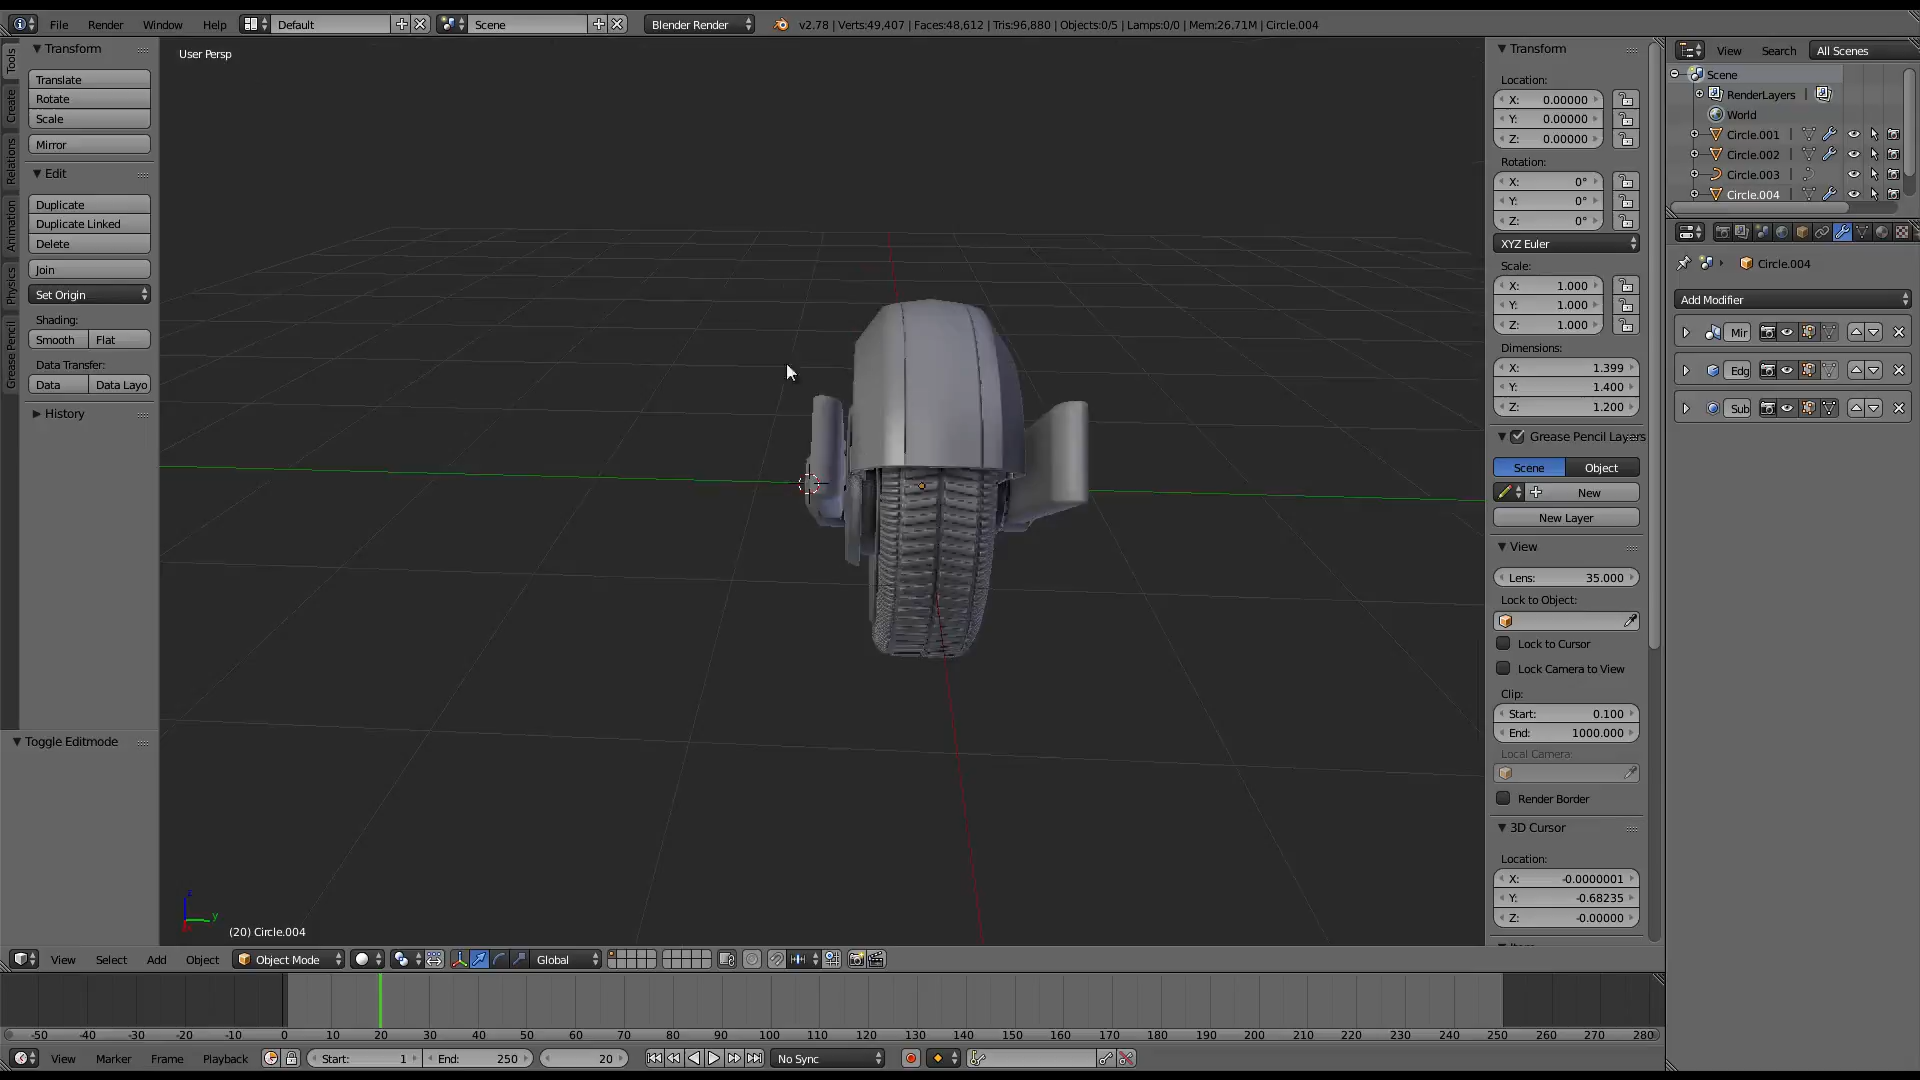 File Render Window Help Default Scene Blender Render v2.78 | Verts:49,407 | Faces:48,612 | Tris:96,880 | Objects:0/5 | Lamps:0/0 | Mem:26.71M | Circle.004
Tools
Create
Relations
Animation
Physics
Grease Pencil
Transform
Translate
Rotate
Scale
Mirror
Edit
Duplicate
Duplicate Linked
Delete
Join
Set Origin
Shading:
Smooth Flat
Data Transfer:
Data Data Layo
History
Toggle Editmode
User Persp
z
y
(20) Circle.004
Transform
Location:
X: 0.00000
Y: 0.00000
Z: 0.00000
Rotation:
X: 0°
Y: 0°
Z: 0°
XYZ Euler
Scale:
X: 1.000
Y: 1.000
Z: 1.000
Dimensions:
X: 1.399
Y: 1.400
Z: 1.200
Grease Pencil Layers
Scene Object
New
New Layer
View
Lens: 35.000
Lock to Object:
Lock to Cursor
Lock Camera to View
Clip:
Start: 0.100
End: 1000.000
Local Camera:
Render Border
3D Cursor
Location:
X: -0.0000001
Y: -0.68235
Z: -0.00000
View Search All Scenes
Scene
RenderLayers |
World
Circle.001 |
Circle.002 |
Circle.003 |
Circle.004 |
Circle.004
Add Modifier
Mir
Edg
Sub
View Select Add Object Object Mode Global
-50 -40 -30 -20 -10 0 10 20 30 40 50 60 70 80 90 100 110 120 130 140 150 160 170 180 190 200 210 220 230 240 250 260 270 280
View Marker Frame Playback Start: 1 End: 250 20 No Sync